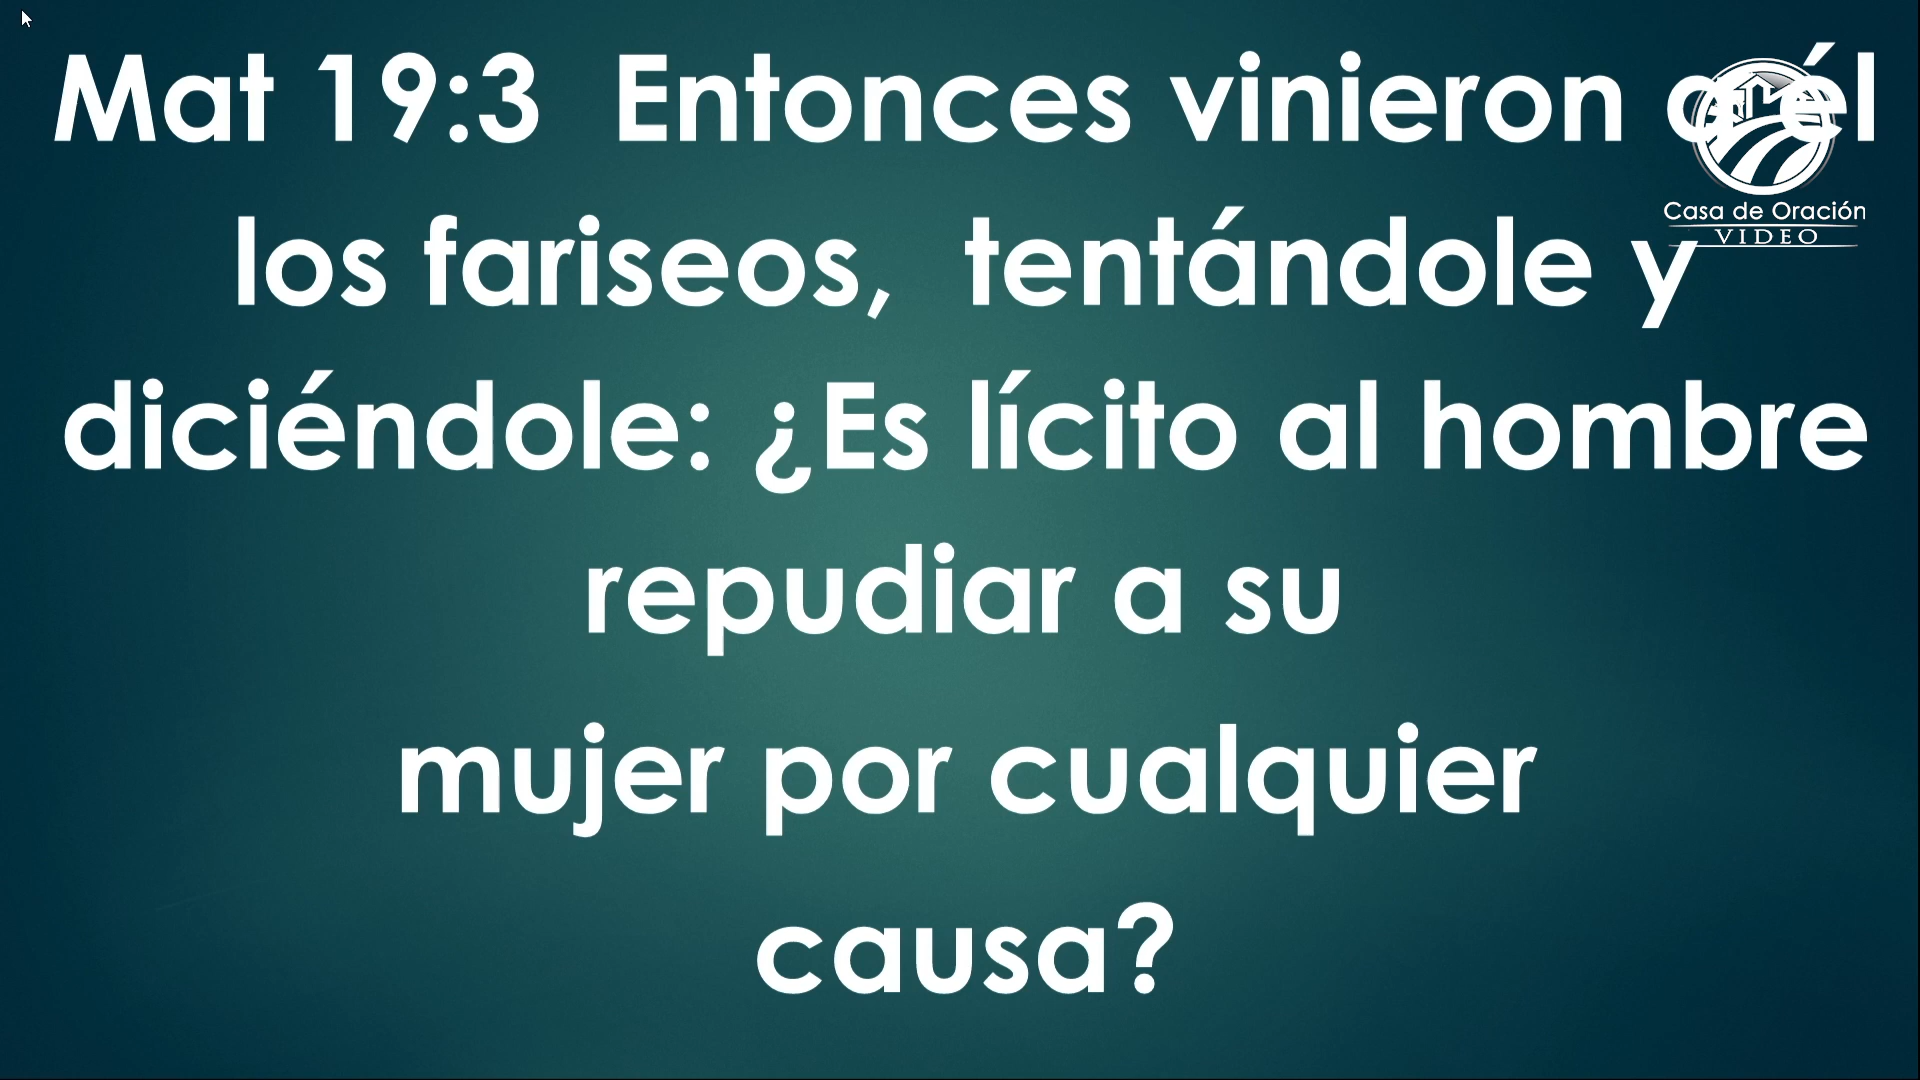 Mat 19:3  Entonces vinieron a él
los fariseos,  tentándole y
diciéndole: ¿Es lícito al hombre
repudiar a su
mujer por cualquier
causa?
Casa de Oración
VIDEO